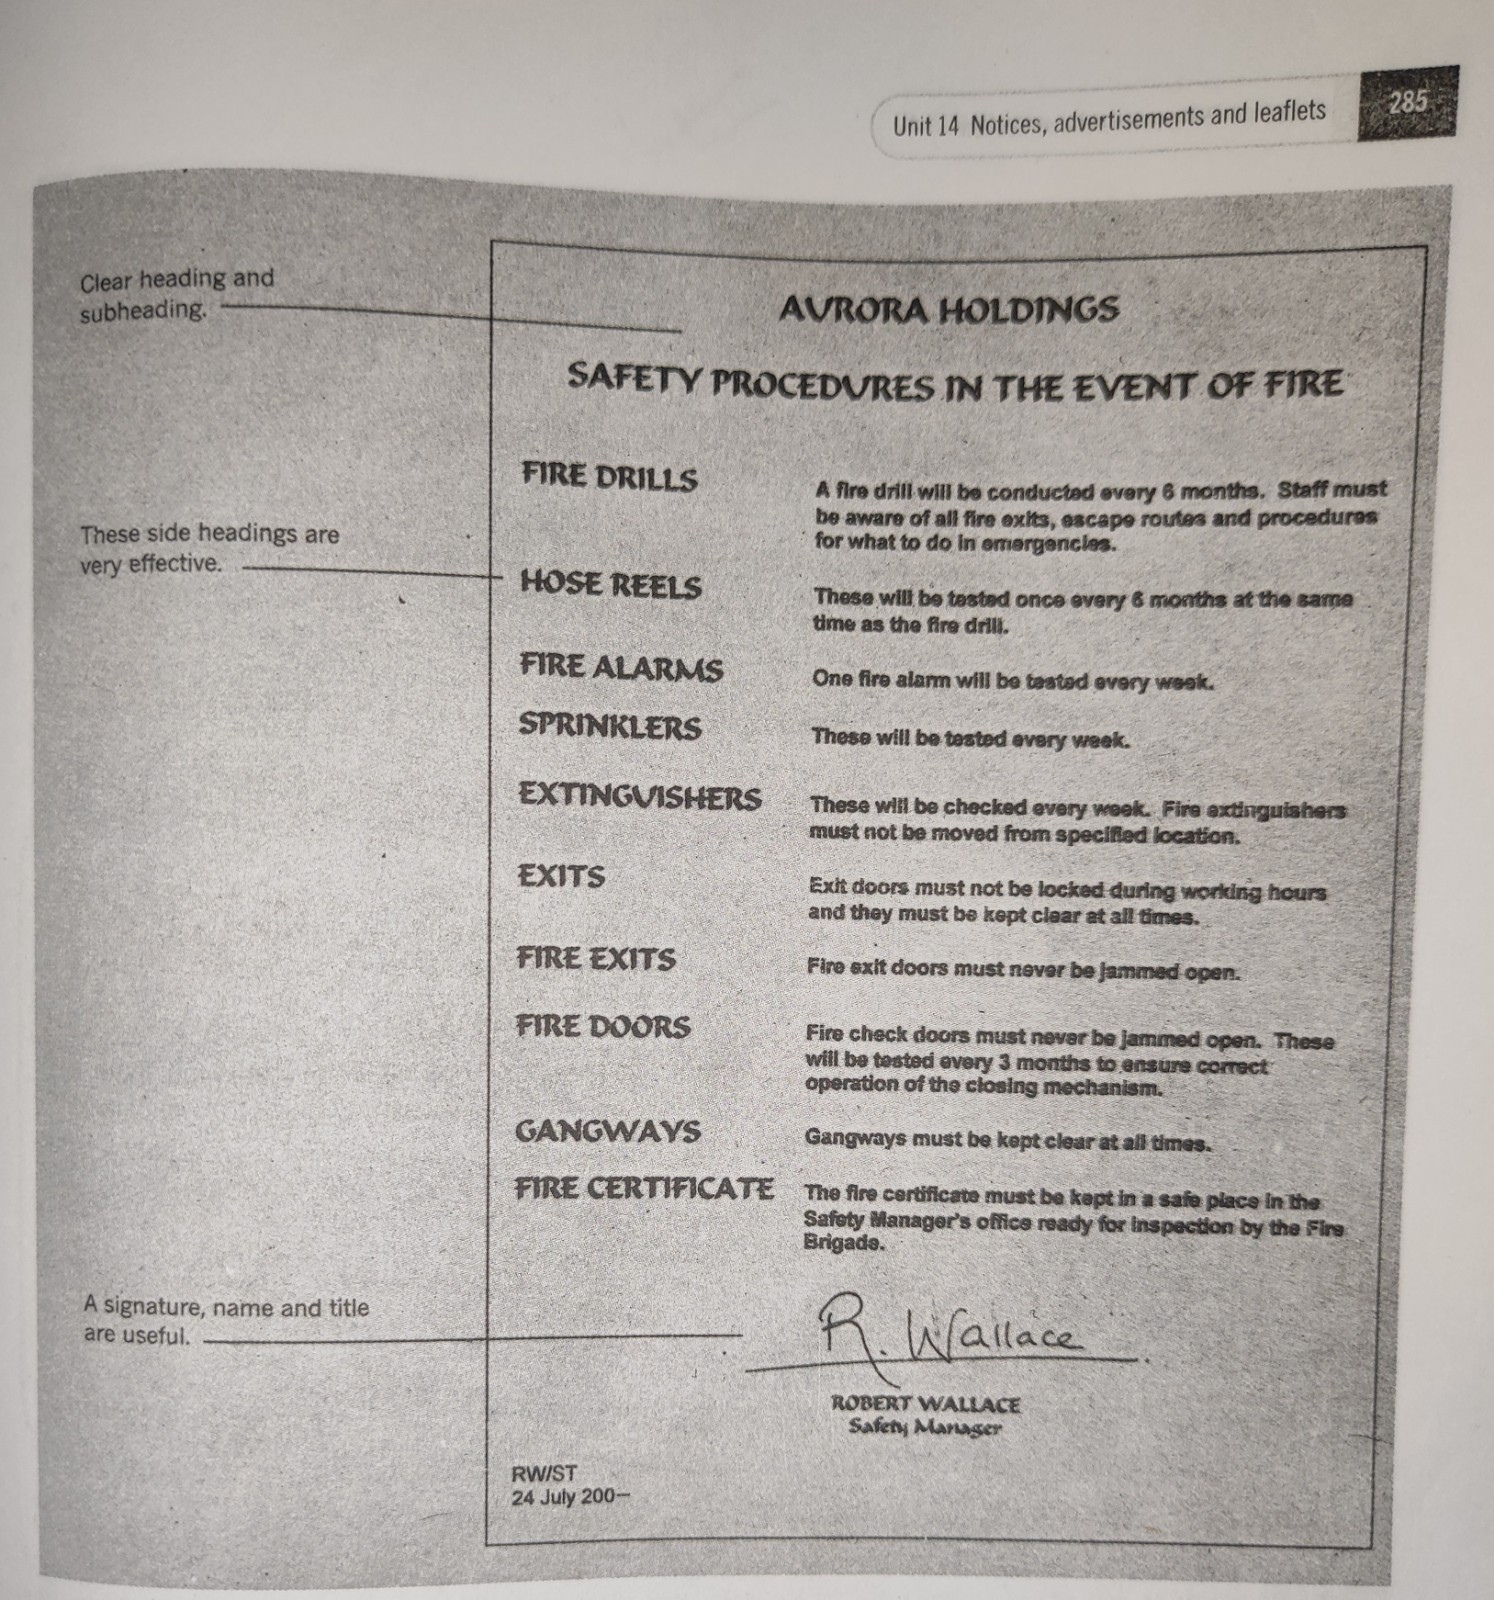 Unit 14 Notices, advertisements and leaflets
285
Clear heading and
subheading.
AURORA HOLDINGS
SAFETY PROCEDURES IN THE EVENT OF FIRE
FIRE DRILLS
A fire drill will be conducted every 6 months. Staff must
be aware of all fire exits, escape routes and procedures
for what to do in emergencies.
These side headings are
very effective.
HOSE REELS
These will be tested once every 6 months at the same
time as the fire drill.
FIRE ALARMS
One fire alarm will be tested every week.
SPRINKLERS
These will be tested every week.
EXTINGUISHERS
These will be checked every week. Fire extinguishers
must not be moved from specified location.
EXITS
Exit doors must not be locked during working hours
and they must be kept clear at all times.
FIRE EXITS
Fire exit doors must never be jammed open.
FIRE DOORS
Fire check doors must never be jammed open. These
will be tested every 3 months to ensure correct
operation of the closing mechanism.
GANGWAYS
Gangways must be kept clear at all times.
FIRE CERTIFICATE
The fire certificate must be kept in a safe place in the
Safety Manager's office ready for inspection by the Fire
Brigade.
A signature, name and title
are useful.
R. Wallace
ROBERT WALLACE
Safety Manager
RW/ST
24 July 200–